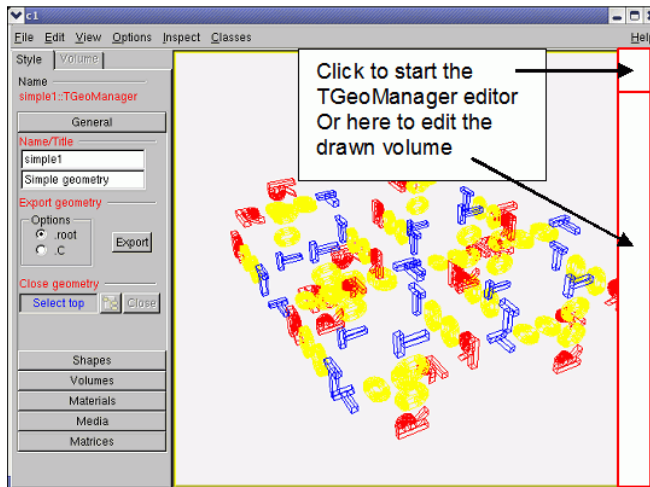 c1
File Edit View Options Inspect Classes Help
Style Volume
Name
simple1::TGeoManager
General
Name/Title
simple1
Simple geometry
Export geometry
Options
.root
.C
Export
Close geometry
Select top Close
Shapes
Volumes
Materials
Media
Matrices
Click to start the
TGeoManager editor
Or here to edit the
drawn volume